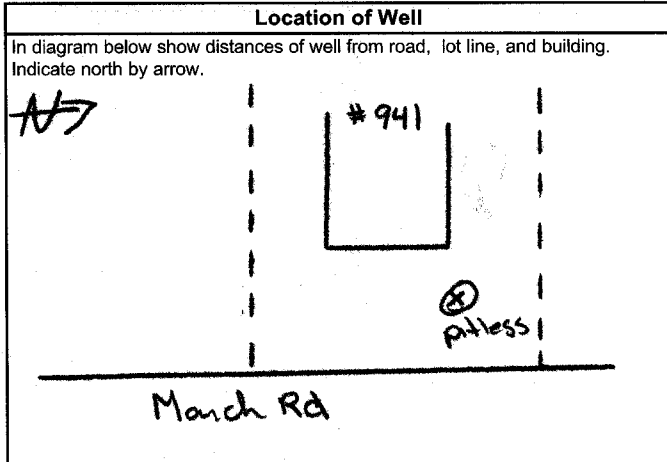 Location of Well
In diagram below show distances of well from road, lot line, and building.
Indicate north by arrow.
N
# 941
pitless
March Rd